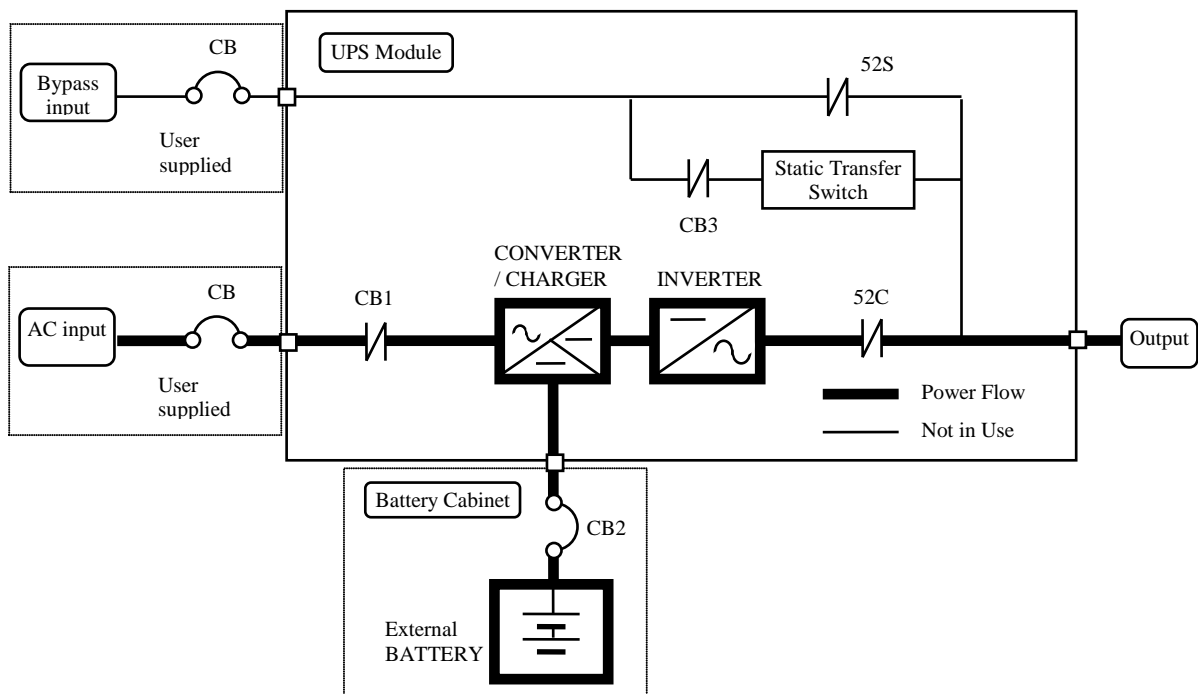 CB
UPS Module
Bypass
input
User
supplied
52S
Static Transfer
Switch
CB3
CONVERTER
/ CHARGER
INVERTER
CB
CB1
52C
AC input
Output
User
supplied
Power Flow
Not in Use
Battery Cabinet
CB2
External
BATTERY